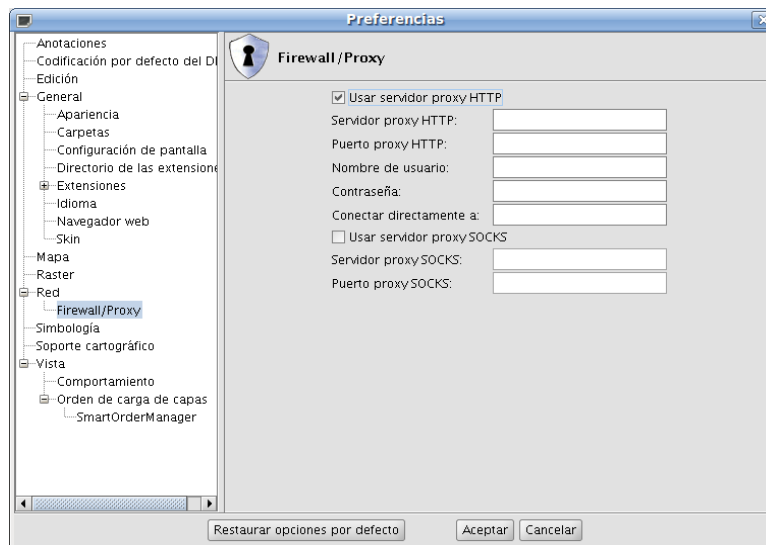 Preferencias
Anotaciones
Codificación por defecto del D
Edición
General
Apariencia
Carpetas
Configuración de pantalla
Directorio de las extensione
Extensiones
Idioma
Navegador web
Skin
Mapa
Raster
Red
Firewall/Proxy
Simbología
Soporte cartográfico
Vista
Comportamiento
Orden de carga de capas
SmartOrderManager
Firewall/Proxy
Usar servidor proxy HTTP
Servidor proxy HTTP:
Puerto proxy HTTP:
Nombre de usuario:
Contraseña:
Conectar directamente a:
Usar servidor proxy SOCKS
Servidor proxy SOCKS:
Puerto proxy SOCKS:
Restaurar opciones por defecto
Aceptar
Cancelar